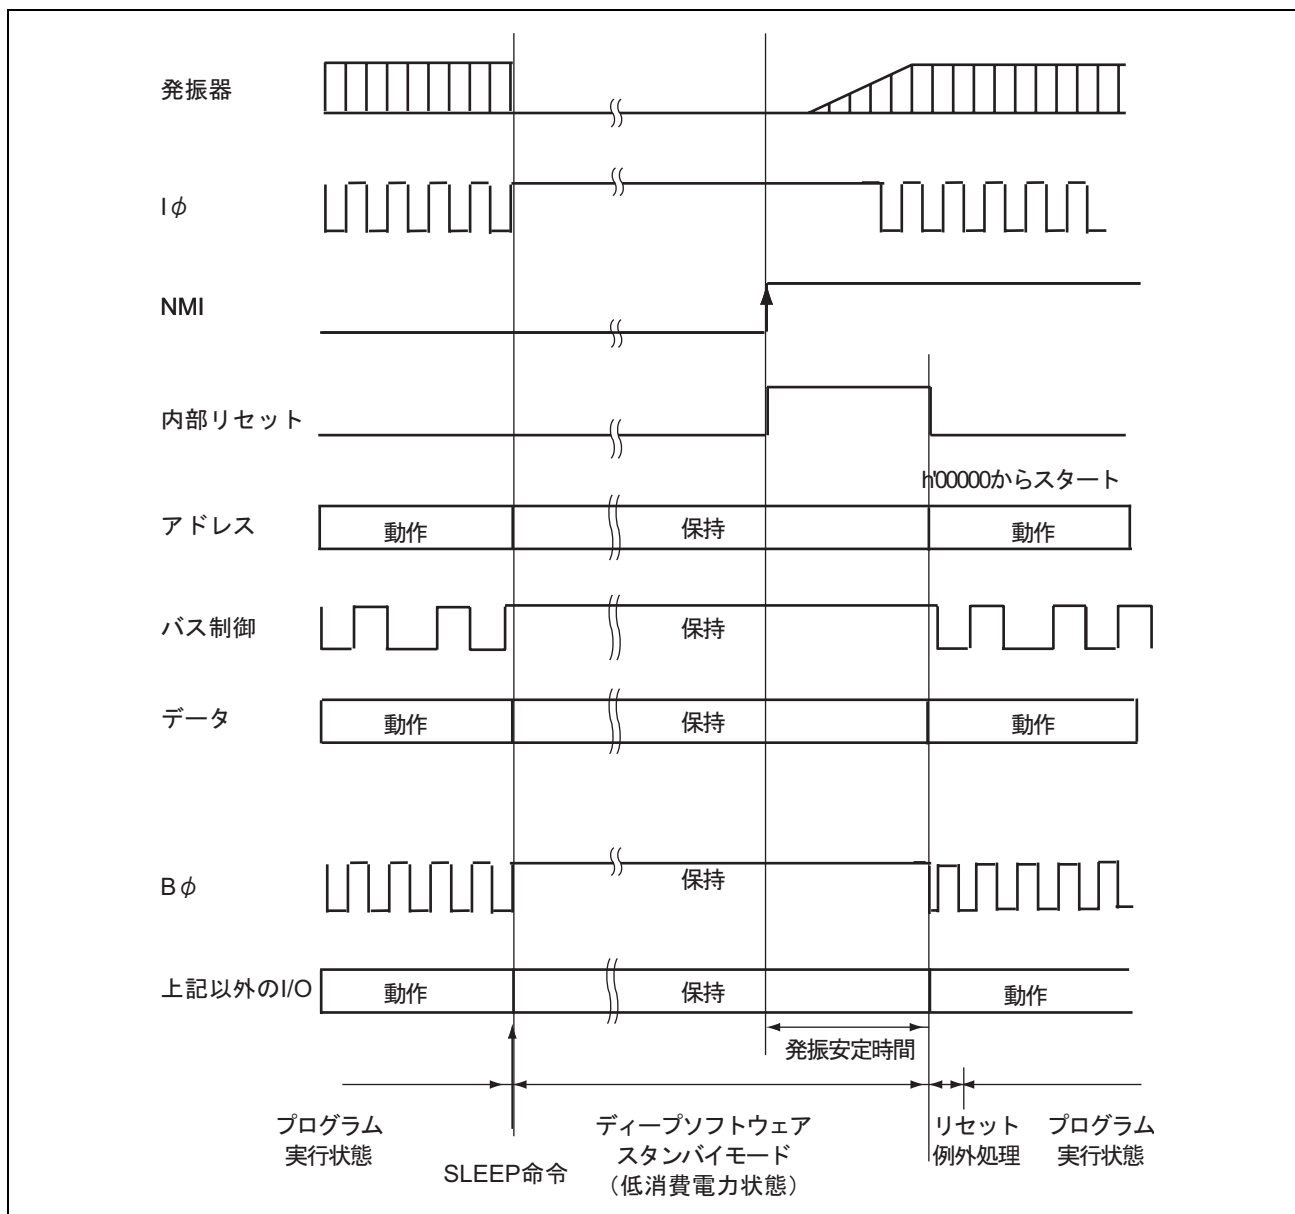 発振器
Iφ
NMI
内部リセット
h'00000からスタート
アドレス 動作 保持 動作
バス制御 保持
データ 動作 保持 動作
Bφ 保持
上記以外のI/O 動作 保持 動作
発振安定時間
プログラム
実行状態
SLEEP命令
ディープソフトウェア
スタンバイモード
(低消費電力状態)
リセット
例外処理
プログラム
実行状態